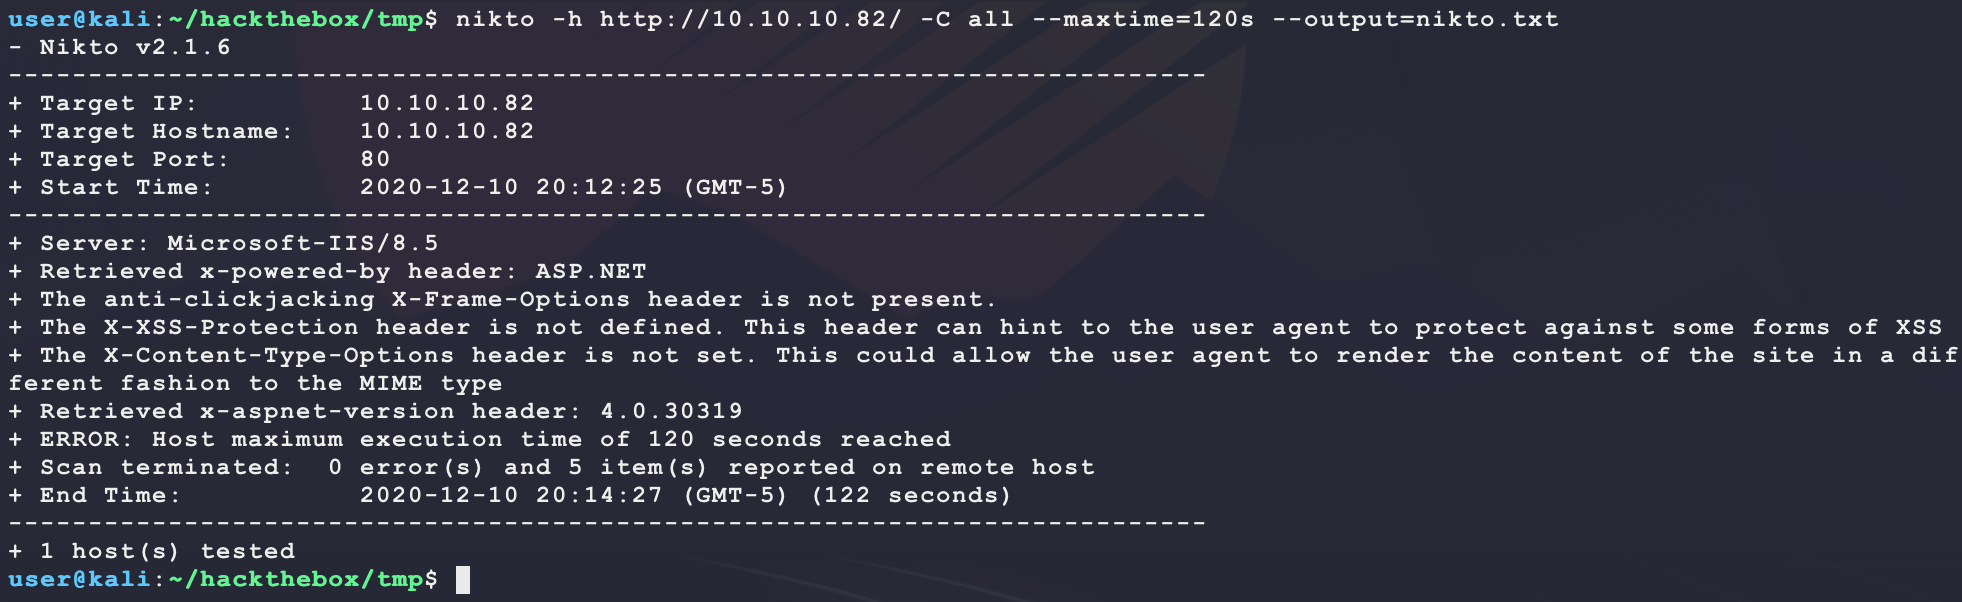 user@kali:~/hackthebox/tmp$ nikto -h http://10.10.10.82/ -C all --maxtime=120s --output=nikto.txt
- Nikto v2.1.6
---------------------------------------------------------------------------
+ Target IP:          10.10.10.82
+ Target Hostname:    10.10.10.82
+ Target Port:        80
+ Start Time:         2020-12-10 20:12:25 (GMT-5)
---------------------------------------------------------------------------
+ Server: Microsoft-IIS/8.5
+ Retrieved x-powered-by header: ASP.NET
+ The anti-clickjacking X-Frame-Options header is not present.
+ The X-XSS-Protection header is not defined. This header can hint to the user agent to protect against some forms of XSS
+ The X-Content-Type-Options header is not set. This could allow the user agent to render the content of the site in a dif
ferent fashion to the MIME type
+ Retrieved x-aspnet-version header: 4.0.30319
+ ERROR: Host maximum execution time of 120 seconds reached
+ Scan terminated:  0 error(s) and 5 item(s) reported on remote host
+ End Time:           2020-12-10 20:14:27 (GMT-5) (122 seconds)
---------------------------------------------------------------------------
+ 1 host(s) tested
user@kali:~/hackthebox/tmp$